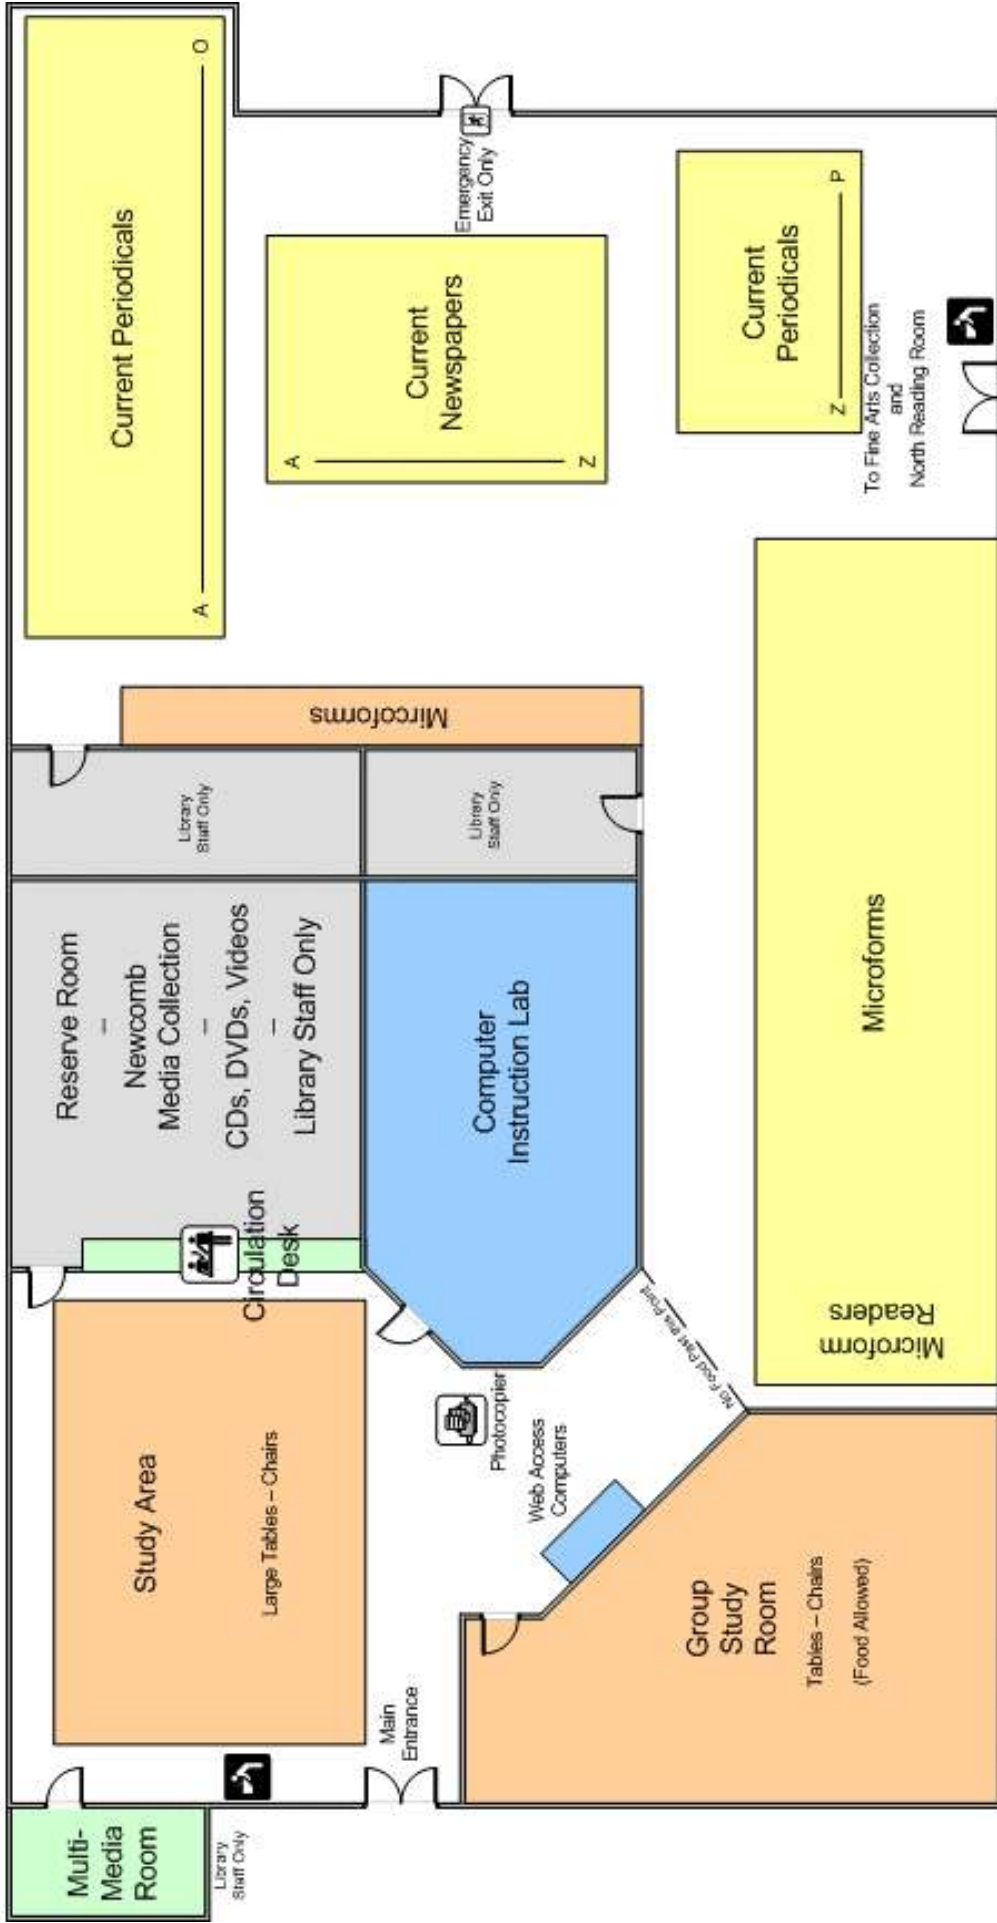 Multi-
Media
Room
Library
Staff Only
Main
Entrance
Study Area
Large Tables – Chairs
Group
Study
Room
Tables – Chairs
(Food Allowed)
Web Access
Computers
Photocopier
No Food Past this Point
Circulation
Desk
Reserve Room
–
Newcomb
Media Collection
–
CDs, DVDs, Videos
–
Library Staff Only
Computer
Instruction Lab
Microform
Readers
Microforms
Library
Staff Only
Library
Staff Only
Mircoforms
Current Periodicals
A
O
Current
Newspapers
A
Z
Current
Periodicals
Z
P
Emergency
Exit Only
To Fine Arts Collection
and
North Reading Room